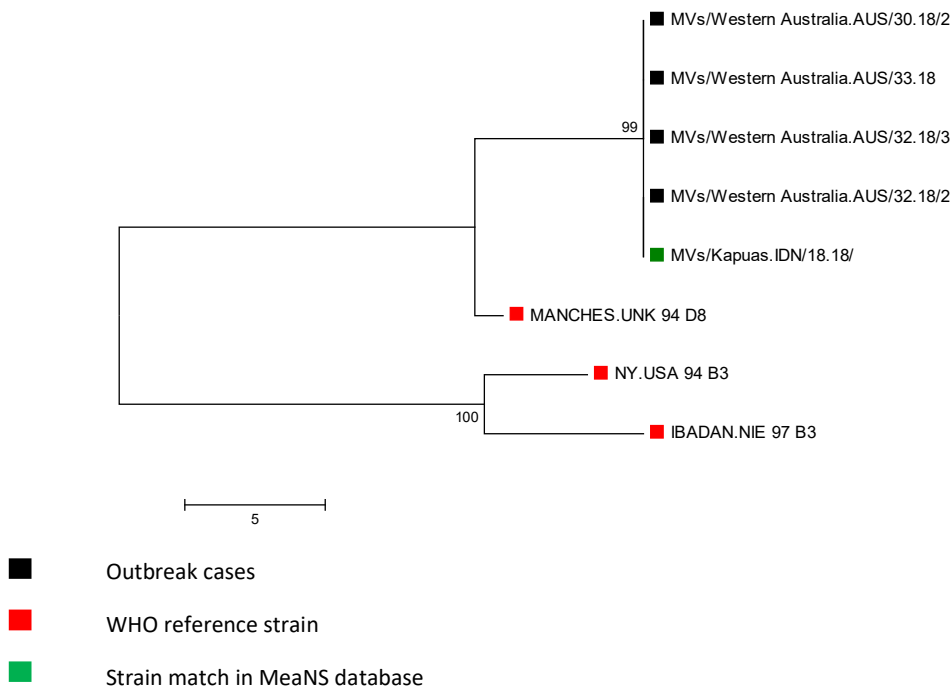 MVs/Western Australia.AUS/30.18/2
MVs/Western Australia.AUS/33.18
99
MVs/Western Australia.AUS/32.18/3
MVs/Western Australia.AUS/32.18/2
MVs/Kapuas.IDN/18.18/
MANCHES.UNK 94 D8
NY.USA 94 B3
100
IBADAN.NIE 97 B3
5
Outbreak cases
WHO reference strain
Strain match in MeaNS database